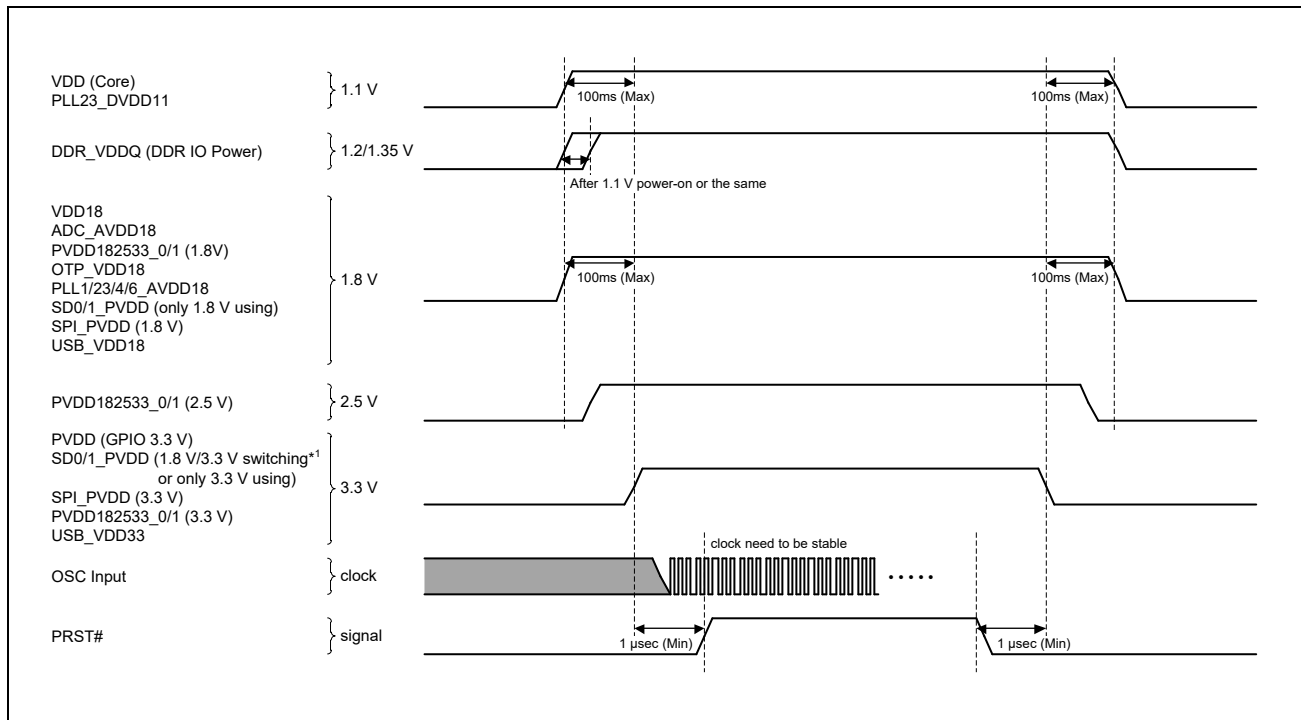 VDD (Core)
PLL23_DVDD11
1.1 V
100ms (Max)
100ms (Max)
DDR_VDDQ (DDR IO Power)
1.2/1.35 V
After 1.1 V power-on or the same
VDD18
ADC_AVDD18
PVDD182533_0/1 (1.8V)
OTP_VDD18
PLL1/23/4/6_AVDD18
SD0/1_PVDD (only 1.8 V using)
SPI_PVDD (1.8 V)
USB_VDD18
1.8 V
100ms (Max)
100ms (Max)
PVDD182533_0/1 (2.5 V)
2.5 V
PVDD (GPIO 3.3 V)
SD0/1_PVDD (1.8 V/3.3 V switching*1
or only 3.3 V using)
SPI_PVDD (3.3 V)
PVDD182533_0/1 (3.3 V)
USB_VDD33
3.3 V
clock need to be stable
OSC Input
clock
PRST#
signal
1 μsec (Min)
1 μsec (Min)